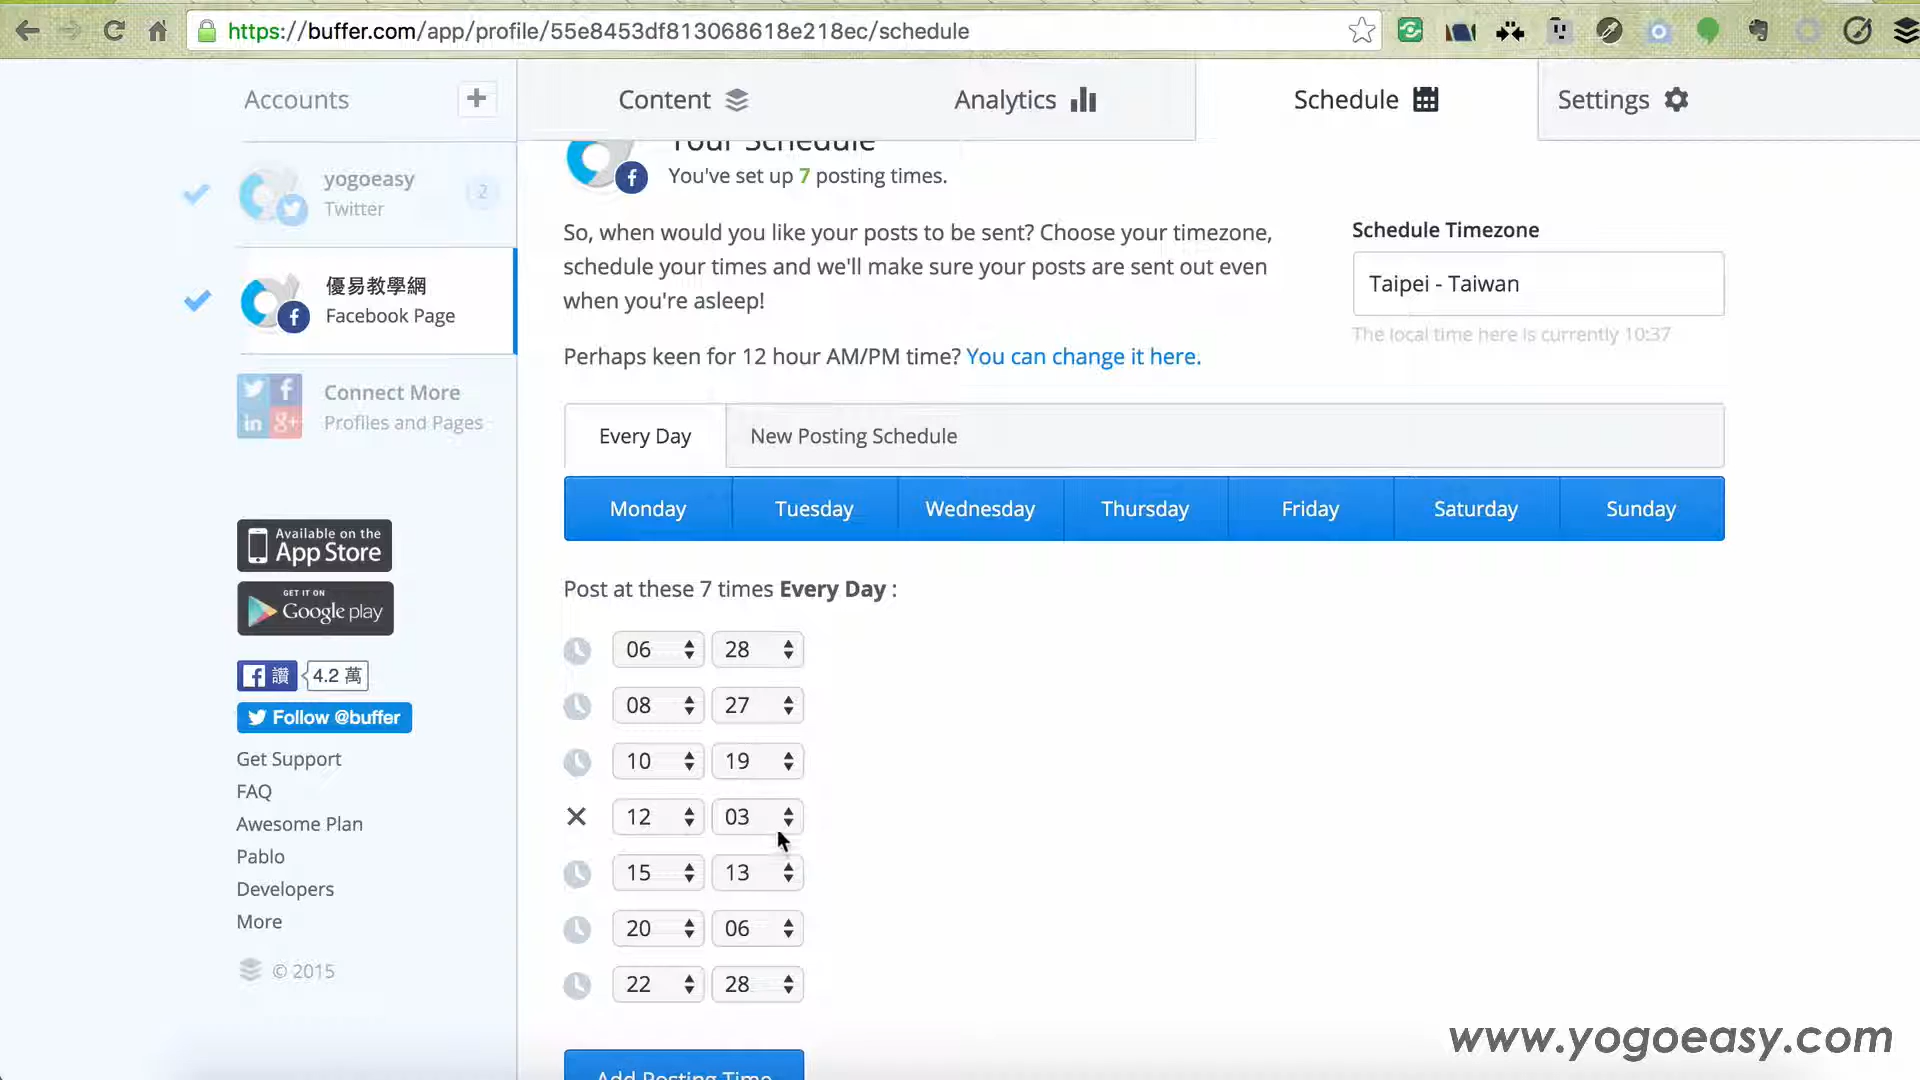 https://buffer.com/app/profile/55e8453df813068618e218ec/schedule
Accounts
Content
Analytics
Schedule
Settings
yogoeasy
Twitter
2
優易教學網
Facebook Page
Connect More
Profiles and Pages
Available on the
App Store
GET IT ON
Google play
讚
4.2 萬
Follow @buffer
Get Support
FAQ
Awesome Plan
Pablo
Developers
More
© 2015
Your Schedule
You've set up 7 posting times.
So, when would you like your posts to be sent? Choose your timezone,
schedule your times and we'll make sure your posts are sent out even
when you're asleep!
Schedule Timezone
Taipei - Taiwan
The local time here is currently 10:37
Perhaps keen for 12 hour AM/PM time? You can change it here.
Every Day
New Posting Schedule
Monday
Tuesday
Wednesday
Thursday
Friday
Saturday
Sunday
Post at these 7 times Every Day :
06 28
08 27
10 19
12 03
15 13
20 06
22 28
Add Posting Time
www.yogoeasy.com